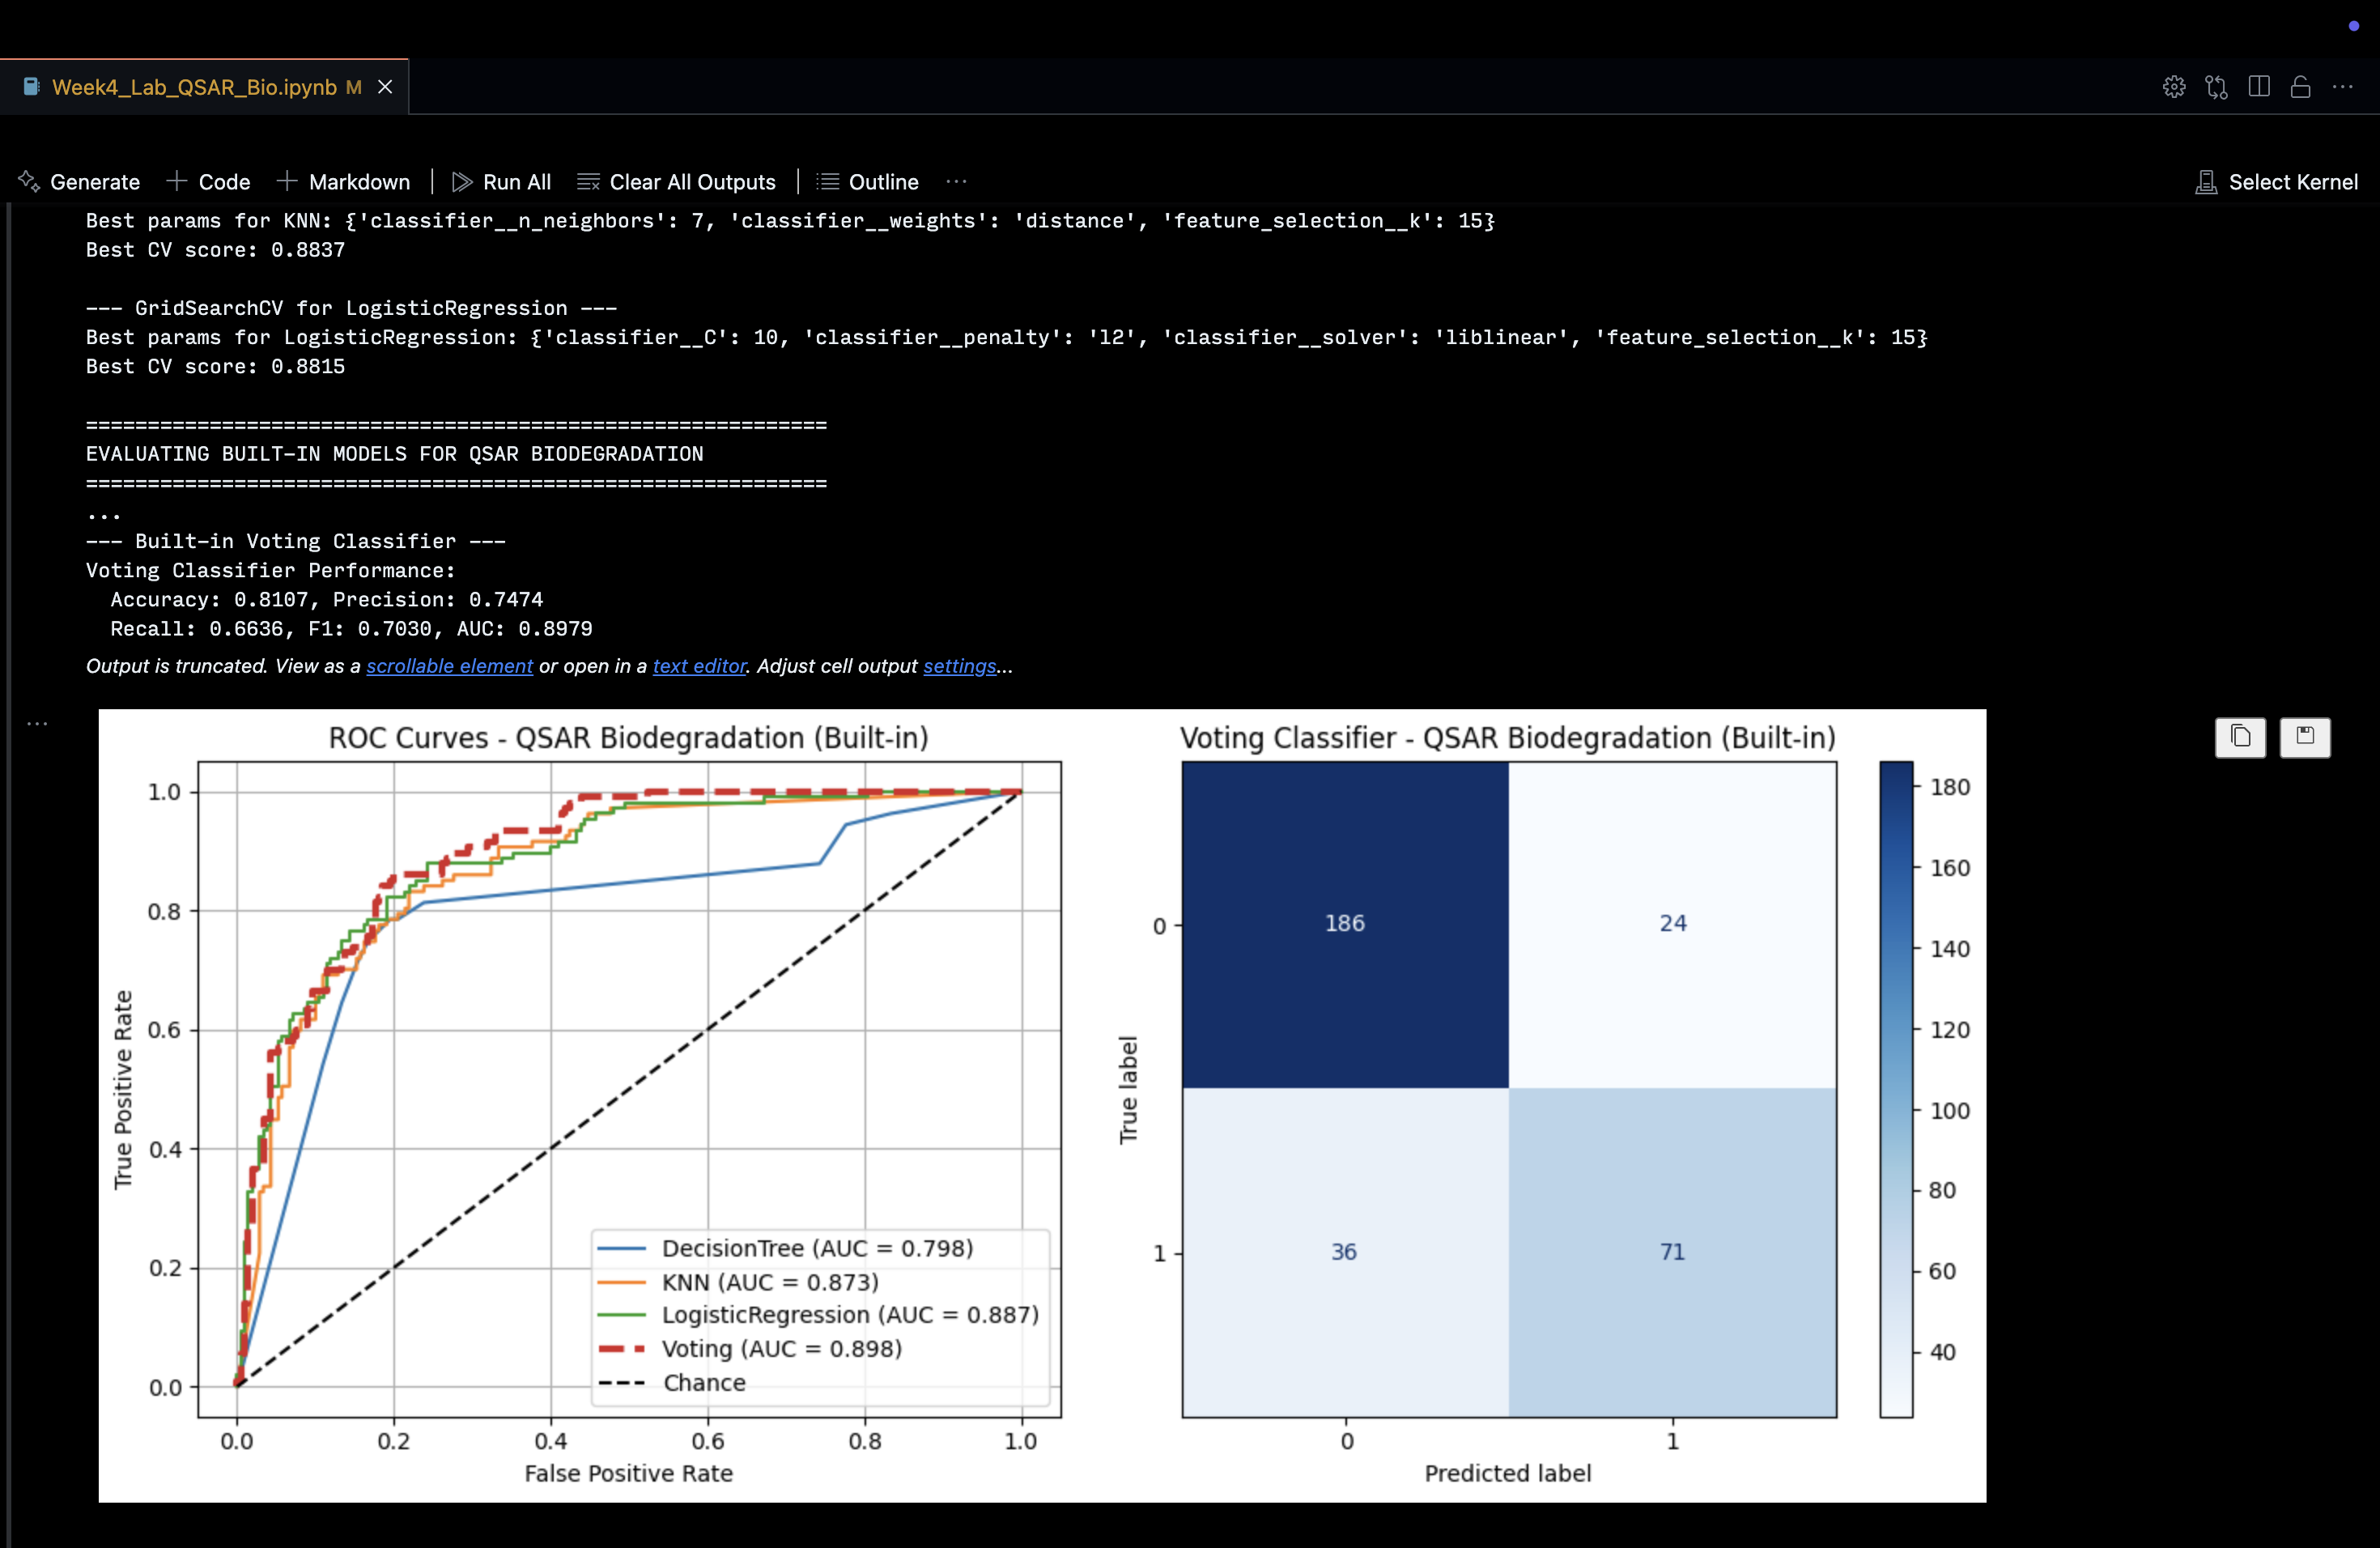 Week4_Lab_QSAR_Bio.ipynb M
Generate Code Markdown Run All Clear All Outputs Outline ... Select Kernel
Best params for KNN: {'classifier__n_neighbors': 7, 'classifier__weights': 'distance', 'feature_selection__k': 15}
Best CV score: 0.8837
--- GridSearchCV for LogisticRegression ---
Best params for LogisticRegression: {'classifier__C': 10, 'classifier__penalty': 'l2', 'classifier__solver': 'liblinear', 'feature_selection__k': 15}
Best CV score: 0.8815
============================================================
EVALUATING BUILT-IN MODELS FOR QSAR BIODEGRADATION
============================================================
...
--- Built-in Voting Classifier ---
Voting Classifier Performance:
  Accuracy: 0.8107, Precision: 0.7474
  Recall: 0.6636, F1: 0.7030, AUC: 0.8979
Output is truncated. View as a scrollable element or open in a text editor. Adjust cell output settings...
ROC Curves - QSAR Biodegradation (Built-in)
1.0
0.8
0.6
0.4
0.2
0.0
True Positive Rate
DecisionTree (AUC = 0.798)
KNN (AUC = 0.873)
LogisticRegression (AUC = 0.887)
Voting (AUC = 0.898)
Chance
0.0 0.2 0.4 0.6 0.8 1.0
False Positive Rate
Voting Classifier - QSAR Biodegradation (Built-in)
True label
0
186 24
1
36 71
0 1
Predicted label
180
160
140
120
100
80
60
40